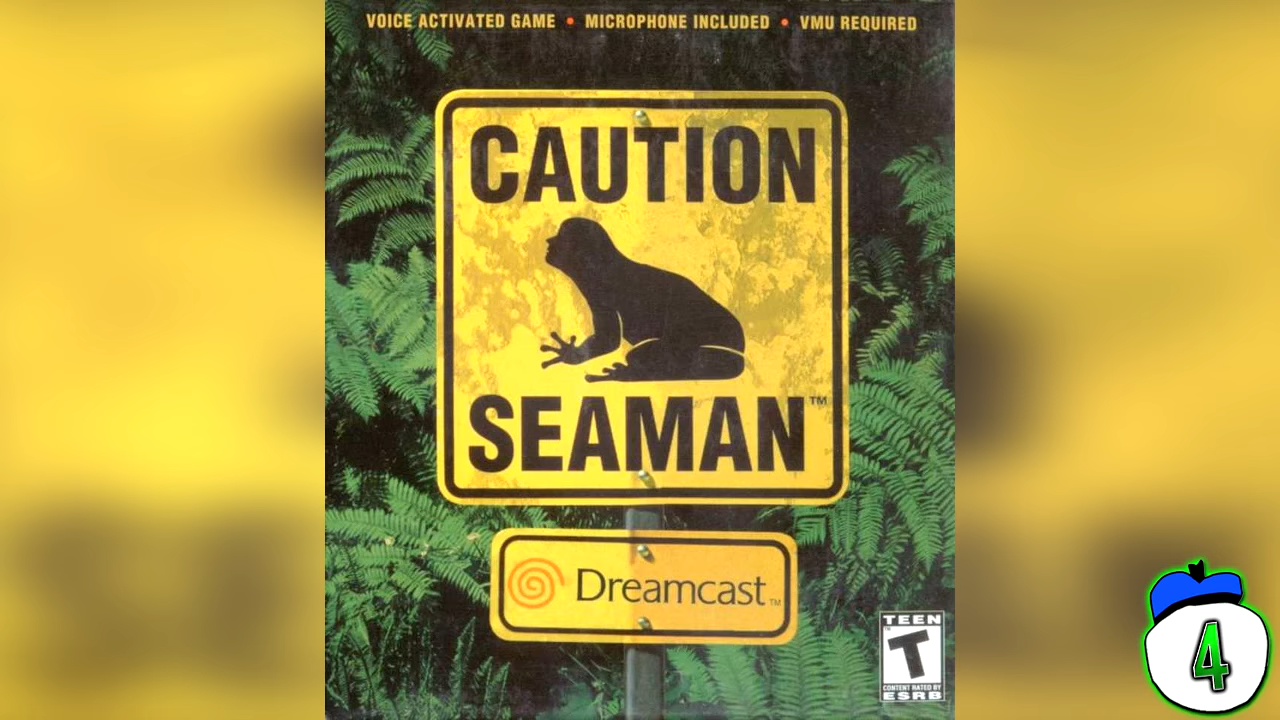 VOICE ACTIVATED GAME • MICROPHONE INCLUDED • VMU REQUIRED
CAUTION
SEAMAN™
Dreamcast™
TEEN
T
CONTENT RATED BY
ESRB
4